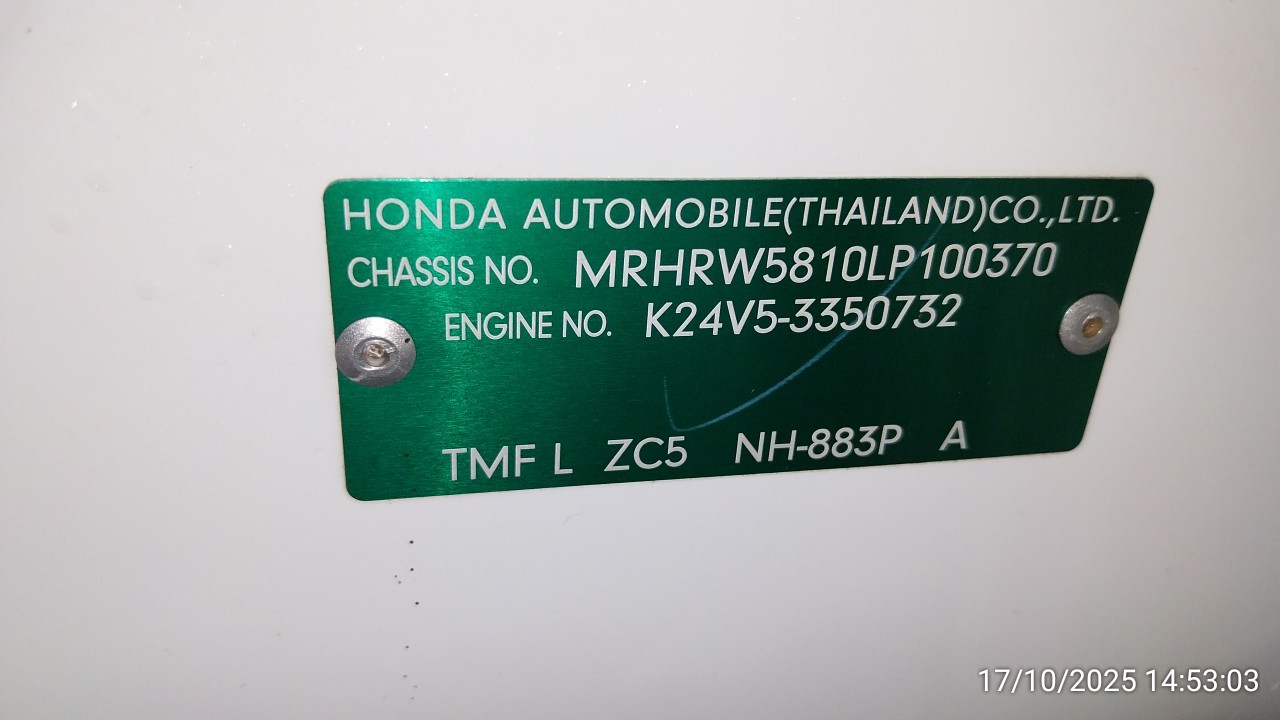 HONDA AUTOMOBILE(THAILAND)CO.,LTD.
CHASSIS NO. MRHRW5810LP100370
ENGINE NO. K24V5-3350732
TMF L ZC5 NH-883P A
17/10/2025 14:53:03